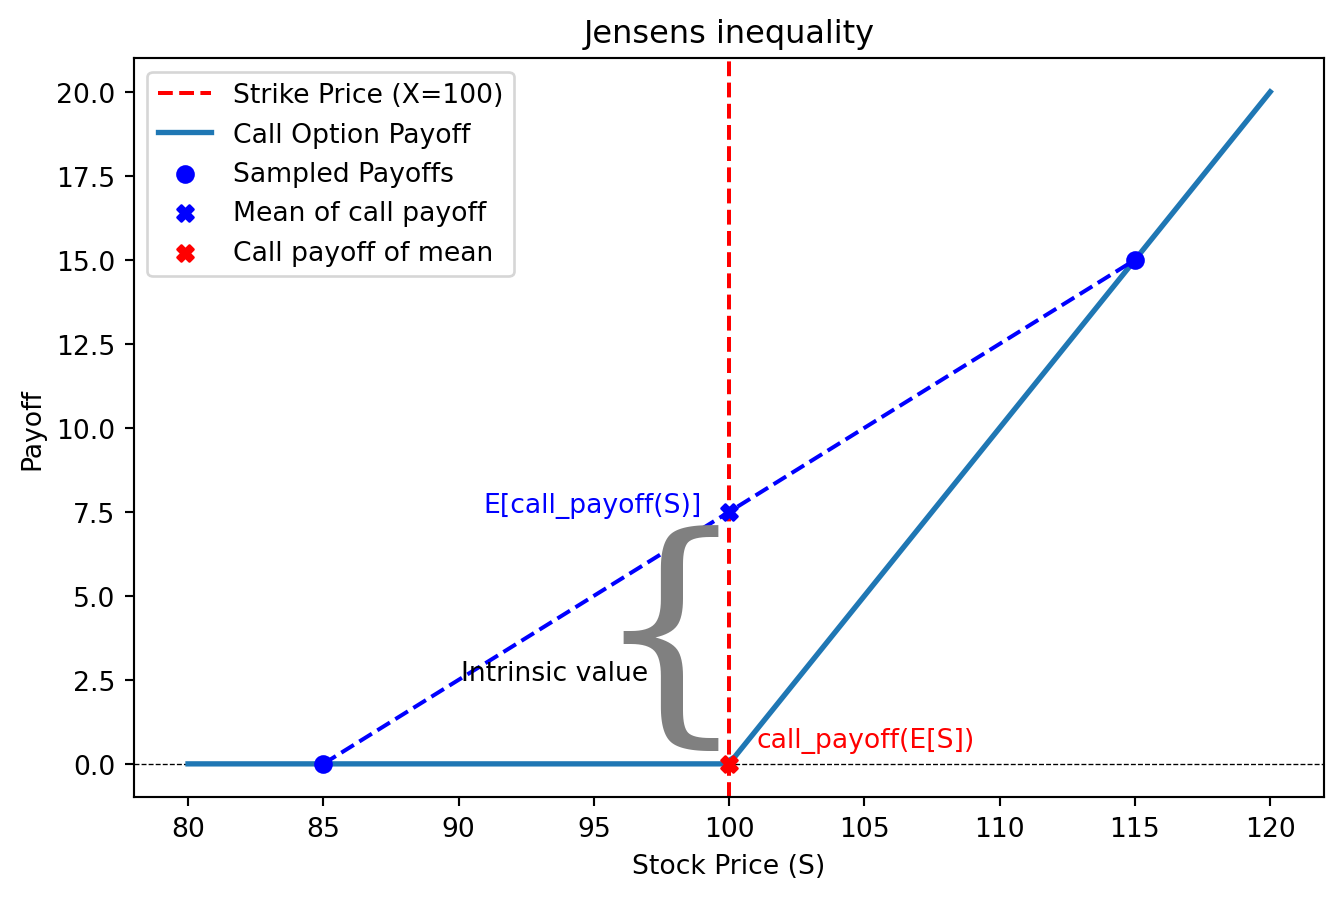 Jensens inequality
Strike Price (X=100)
Call Option Payoff
Sampled Payoffs
Mean of call payoff
Call payoff of mean
20.0
17.5
15.0
12.5
10.0
7.5
5.0
2.5
0.0
Payoff
E[call_payoff(S)]
{
Intrinsic value
call_payoff(E[S])
80 85 90 95 100 105 110 115 120
Stock Price (S)